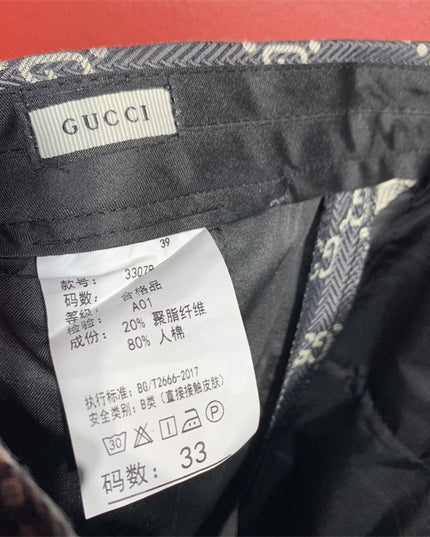 GUCCI
39
款号: 3307B
码数:
等级: 合格品
检验: A01
成份: 20% 聚脂纤维
80% 人棉
执行标准: BG/T2666-2017
安全类别: B类 (直接接触皮肤)
30 P
码数: 33